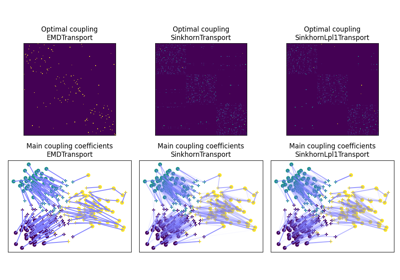 Optimal coupling
EMDTransport
Optimal coupling
SinkhornTransport
Optimal coupling
SinkhornLpl1Transport
Main coupling coefficients
EMDTransport
Main coupling coefficients
SinkhornTransport
Main coupling coefficients
SinkhornLpl1Transport